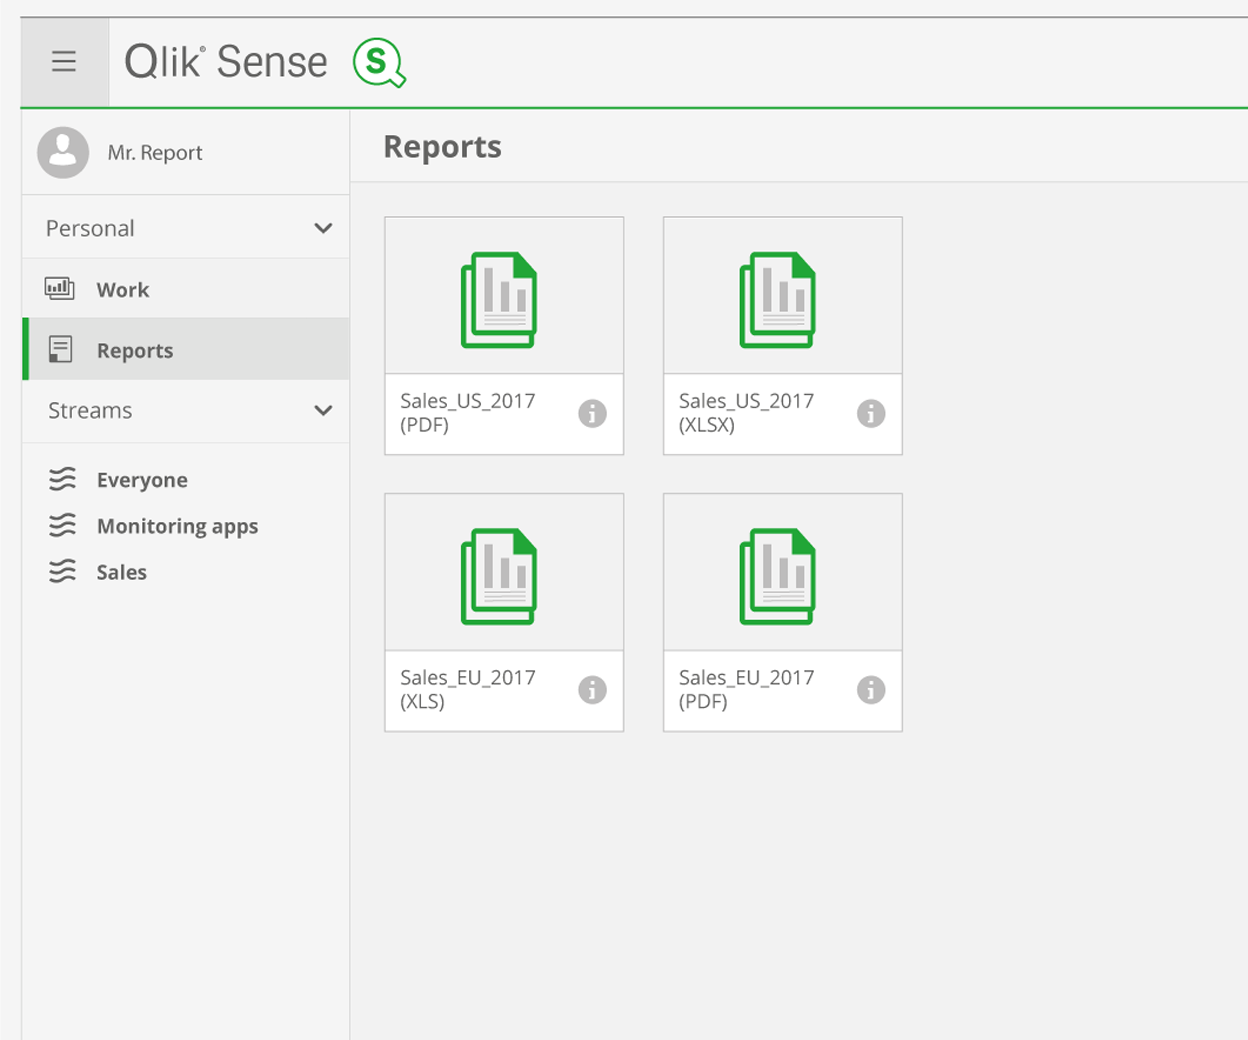 Qlik® Sense
S
Mr. Report
Personal
Work
Reports
Streams
Everyone
Monitoring apps
Sales
Reports
Sales_US_2017
(PDF)
Sales_US_2017
(XLSX)
Sales_EU_2017
(XLS)
Sales_EU_2017
(PDF)